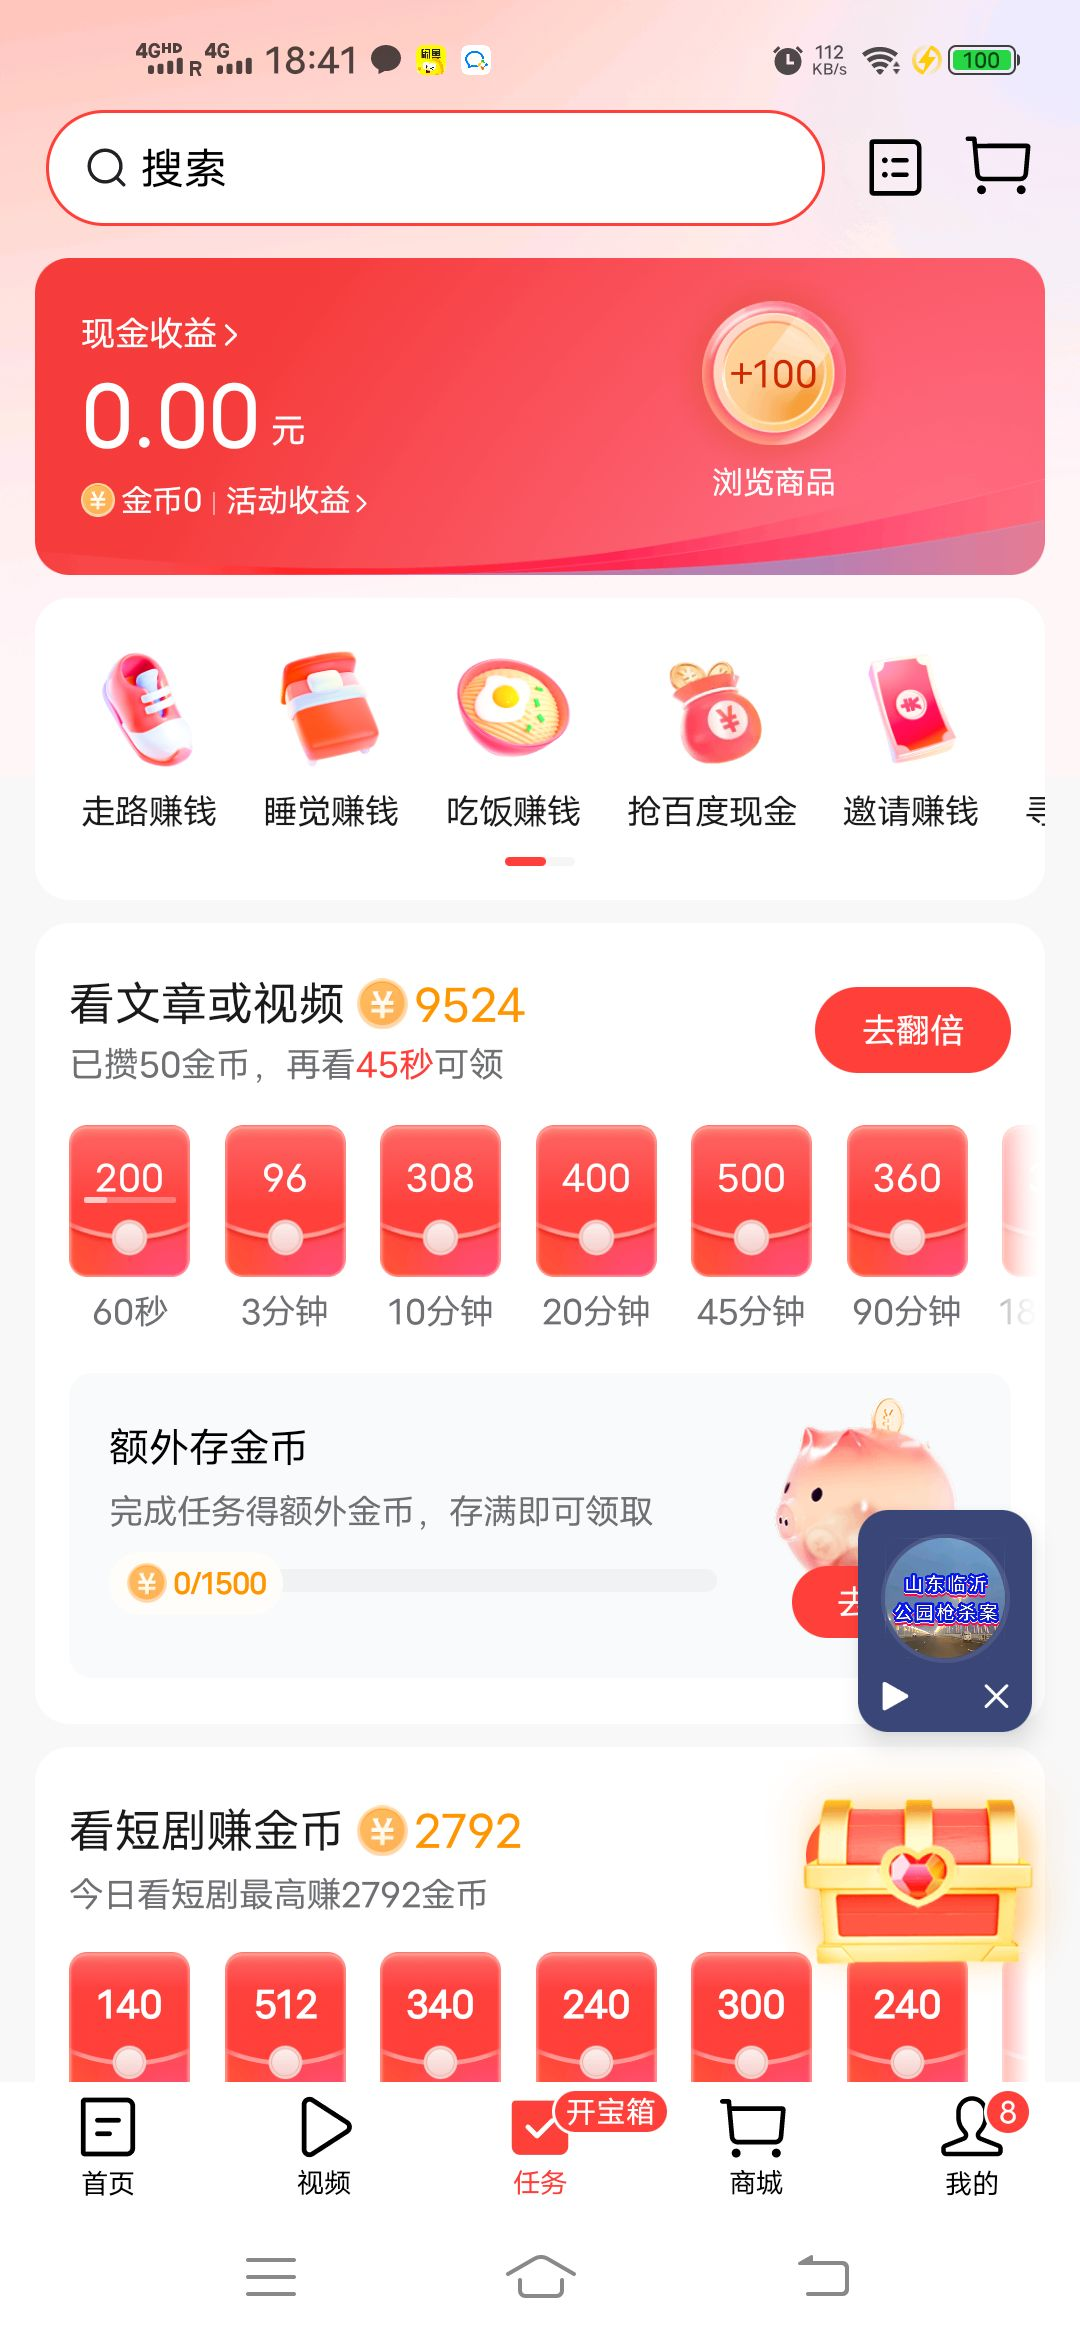 4GHD R 4G 18:41 112 KB/s 100
搜索
现金收益
0.00 元
金币0 | 活动收益
+100
浏览商品
走路赚钱 睡觉赚钱 吃饭赚钱 抢百度现金 邀请赚钱
看文章或视频 9524
已攒50金币，再看45秒可领
去翻倍
200 96 308 400 500 360
60秒 3分钟 10分钟 20分钟 45分钟 90分钟 18
额外存金币
完成任务得额外金币，存满即可领取
0/1500
去
山东临沂
公园枪杀案
看短剧赚金币 2792
今日看短剧最高赚2792金币
140 512 340 240 300 240
开宝箱
8
首页 视频 任务 商城 我的